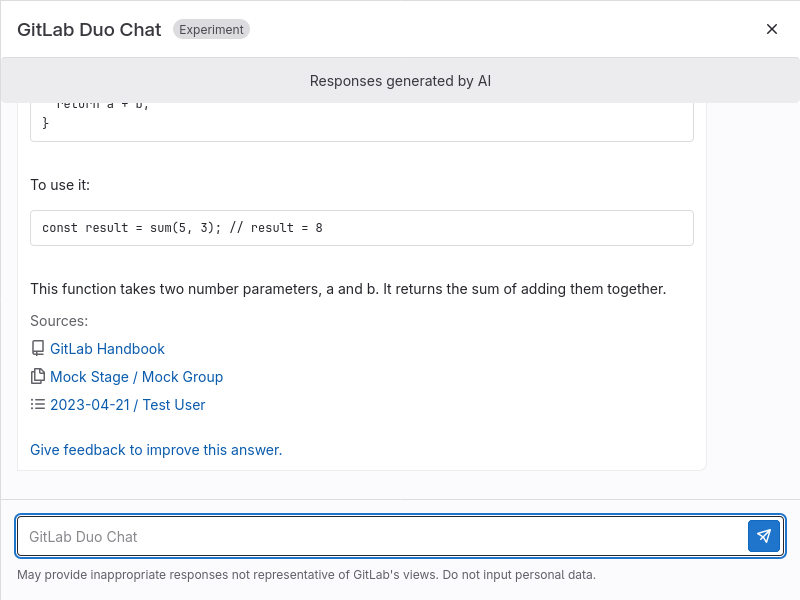 GitLab Duo Chat Experiment
Responses generated by AI
return a + b;
}
To use it:
const result = sum(5, 3); // result = 8
This function takes two number parameters, a and b. It returns the sum of adding them together.
Sources:
GitLab Handbook
Mock Stage / Mock Group
2023-04-21 / Test User
Give feedback to improve this answer.
GitLab Duo Chat
May provide inappropriate responses not representative of GitLab's views. Do not input personal data.